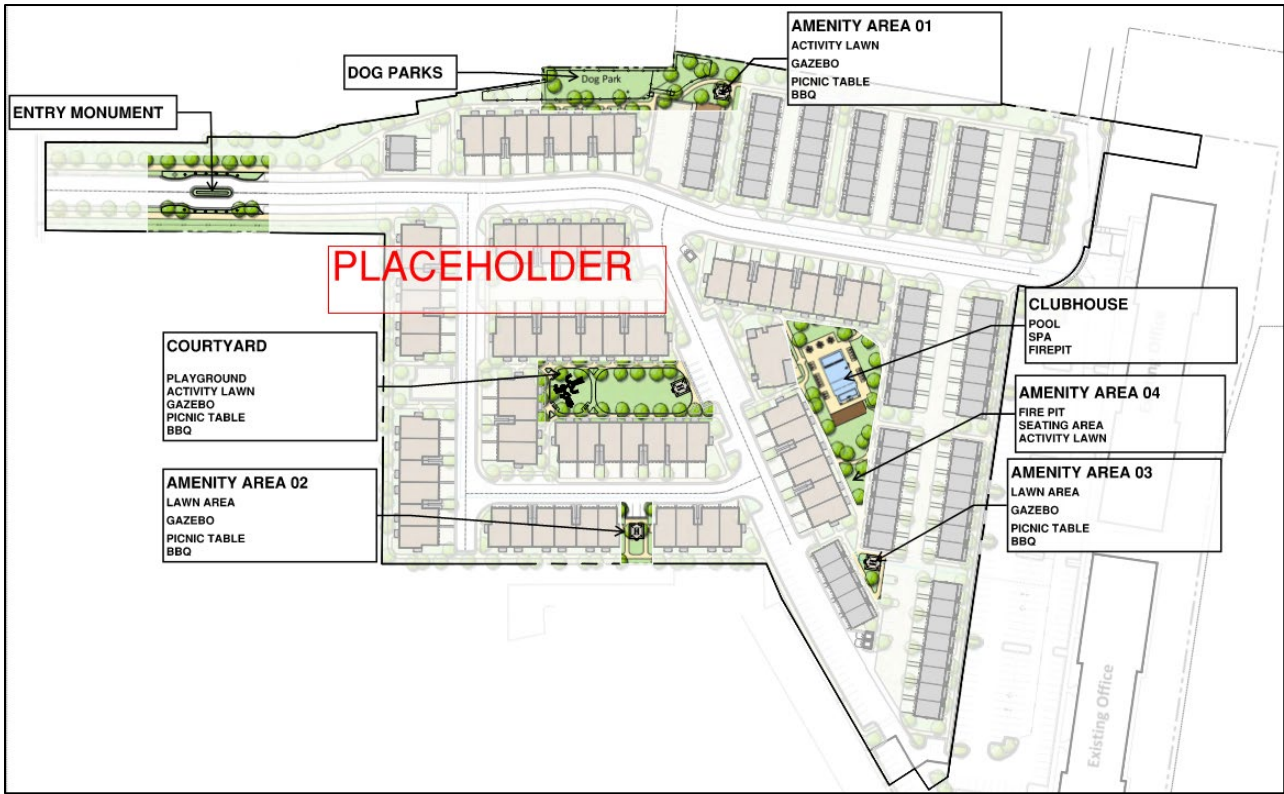 AMENITY AREA 01
ACTIVITY LAWN
GAZEBO
PICNIC TABLE
BBQ
DOG PARKS
Dog Park
ENTRY MONUMENT
PLACEHOLDER
CLUBHOUSE
POOL
SPA
FIREPIT
COURTYARD
PLAYGROUND
ACTIVITY LAWN
GAZEBO
PICNIC TABLE
BBQ
AMENITY AREA 04
FIRE PIT
SEATING AREA
ACTIVITY LAWN
AMENITY AREA 02
LAWN AREA
GAZEBO
PICNIC TABLE
BBQ
AMENITY AREA 03
LAWN AREA
GAZEBO
PICNIC TABLE
BBQ
Office
Existing Office